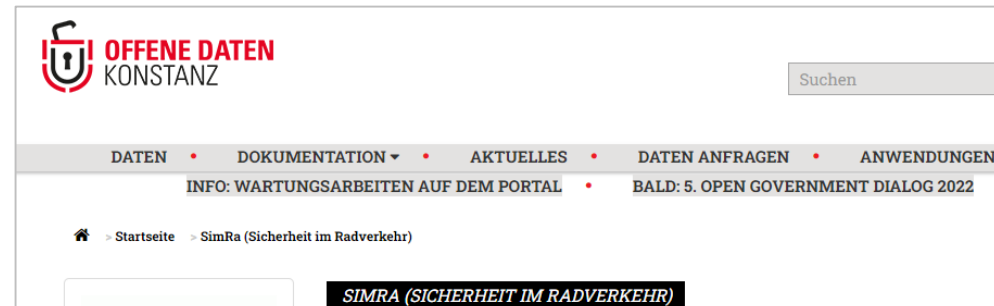 OFFENE DATEN
KONSTANZ
Suchen
DATEN • DOKUMENTATION • AKTUELLES • DATEN ANFRAGEN • ANWENDUNGEN
INFO: WARTUNGSARBEITEN AUF DEM PORTAL • BALD: 5. OPEN GOVERNMENT DIALOG 2022
> Startseite > SimRa (Sicherheit im Radverkehr)
SIMRA (SICHERHEIT IM RADVERKEHR)